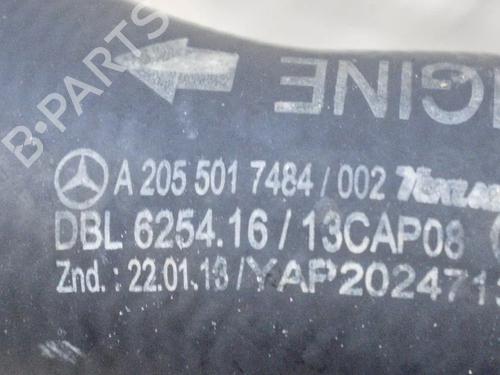 B-PARTS
ENGINE
A 205 501 7484 / 002
DBL 6254.16 / 13CAP08
Znd. : 22.01.18 / YAP202471